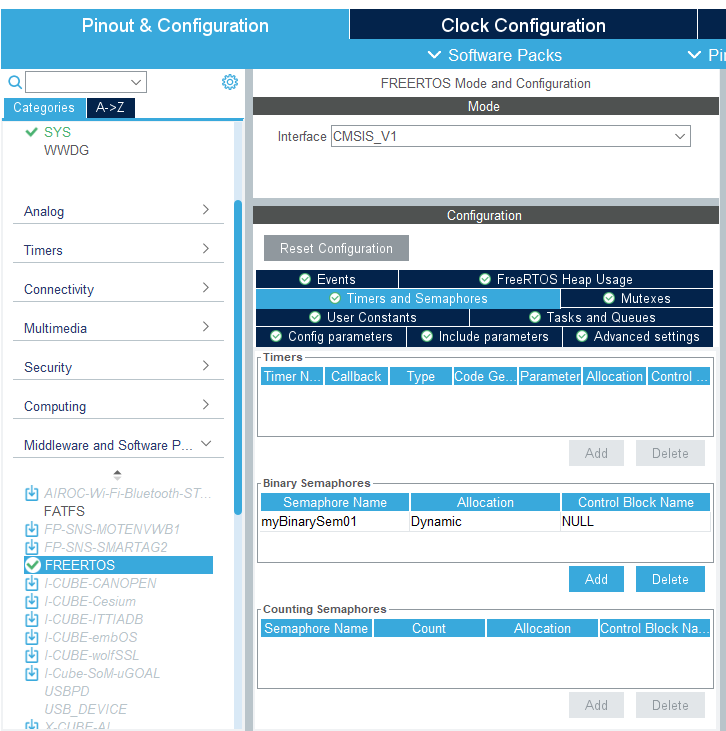 Pinout & Configuration
Clock Configuration
Software Packs
Pi
Categories
A->Z
SYS
WWDG
Analog
Timers
Connectivity
Multimedia
Security
Computing
Middleware and Software P...
AIROC-Wi-Fi-Bluetooth-ST...
FATFS
FP-SNS-MOTENVWB1
FP-SNS-SMARTAG2
FREERTOS
I-CUBE-CANOPEN
I-CUBE-Cesium
I-CUBE-ITTIADB
I-CUBE-embOS
I-CUBE-wolfSSL
I-Cube-SoM-uGOAL
USBPD
USB_DEVICE
X-CUBE-AI
FREERTOS Mode and Configuration
Mode
Interface CMSIS_V1
Configuration
Reset Configuration
Events FreeRTOS Heap Usage
Timers and Semaphores Mutexes
User Constants Tasks and Queues
Config parameters Include parameters Advanced settings
Timers
Timer N... Callback Type Code Ge... Parameter Allocation Control ...
Add Delete
Binary Semaphores
Semaphore Name Allocation Control Block Name
myBinarySem01 Dynamic NULL
Add Delete
Counting Semaphores
Semaphore Name Count Allocation Control Block Na...
Add Delete